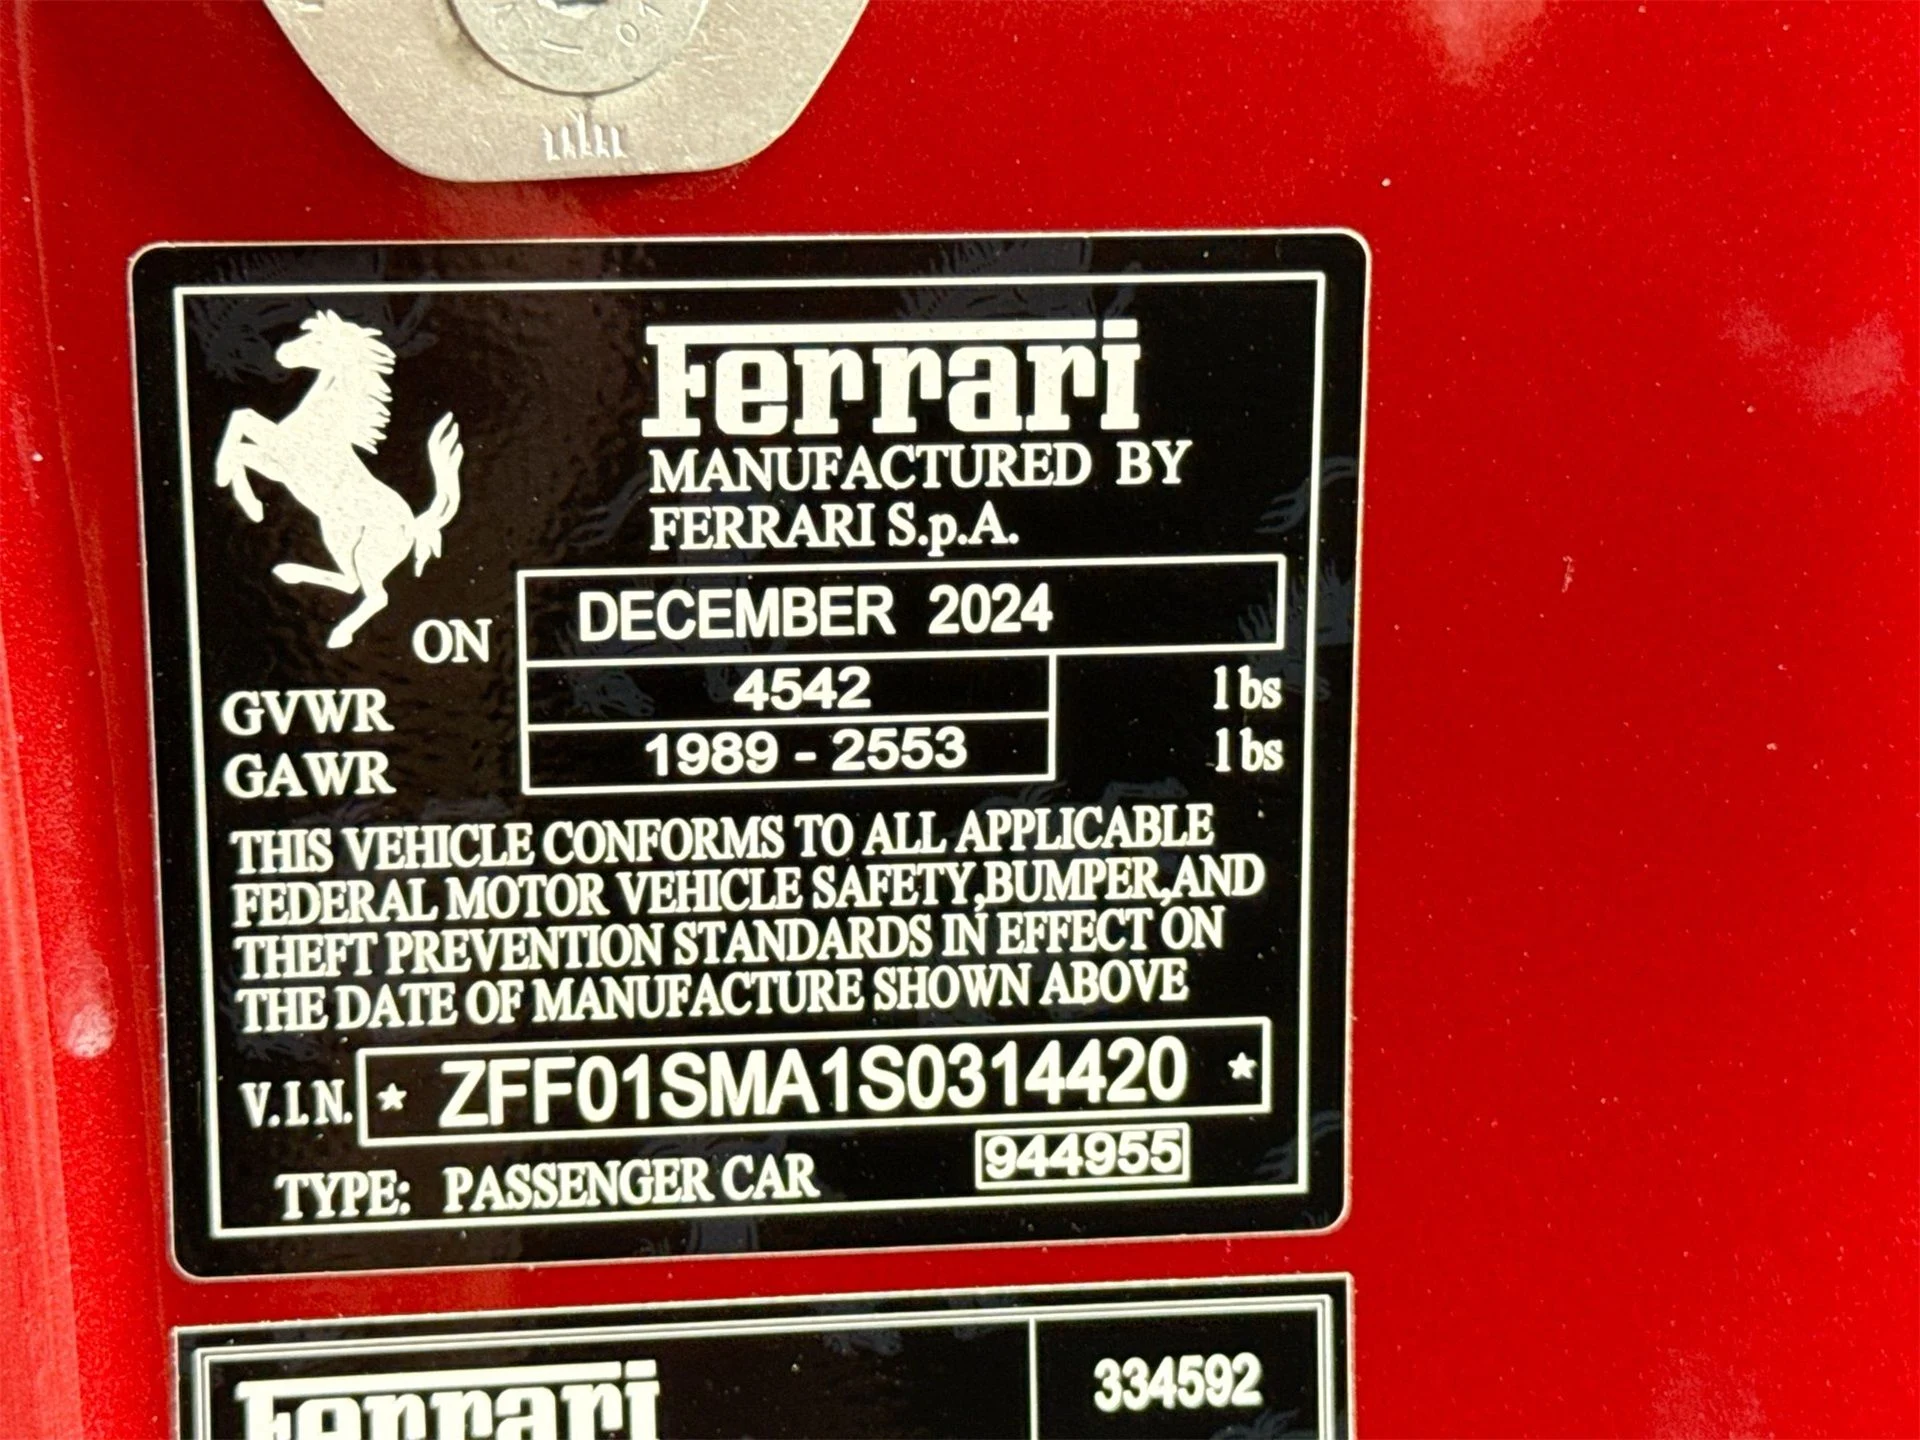 Ferrari
MANUFACTURED BY
FERRARI S.p.A.
ON DECEMBER 2024
GVWR 4542 lbs
GAWR 1989 - 2553 lbs
THIS VEHICLE CONFORMS TO ALL APPLICABLE
FEDERAL MOTOR VEHICLE SAFETY,BUMPER,AND
THEFT PREVENTION STANDARDS IN EFFECT ON
THE DATE OF MANUFACTURE SHOWN ABOVE
V.I.N. * ZFF01SMA1S0314420 *
TYPE: PASSENGER CAR 944955
Ferrari 334592